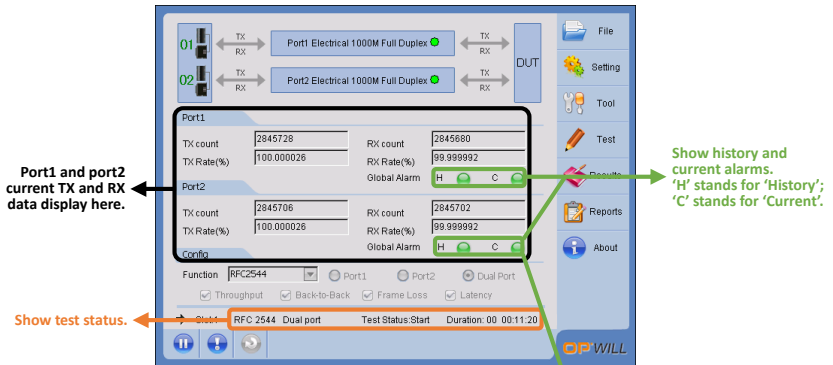 01
TX
RX
Port1 Electrical 1000M Full Duplex
TX
RX
DUT
02
TX
RX
Port2 Electrical 1000M Full Duplex
TX
RX
Port1
TX count 2845728 RX count 2845680
TX Rate(%) 100.000026 RX Rate(%) 99.999992
Global Alarm H C
Port2
TX count 2845706 RX count 2845702
TX Rate(%) 100.000026 RX Rate(%) 99.999992
Global Alarm H C
Config
Function RFC2544 Port1 Port2 Dual Port
Throughput Back-to-Back Frame Loss Latency
Slot1 RFC 2544 Dual port Test Status:Start Duration: 00 00:11:20
File
Setting
Tool
Test
Results
Reports
About
OPWILL
Port1 and port2
current TX and RX
data display here.
Show test status.
Show history and
current alarms.
‘H’ stands for ‘History’;
‘C’ stands for ‘Current’.